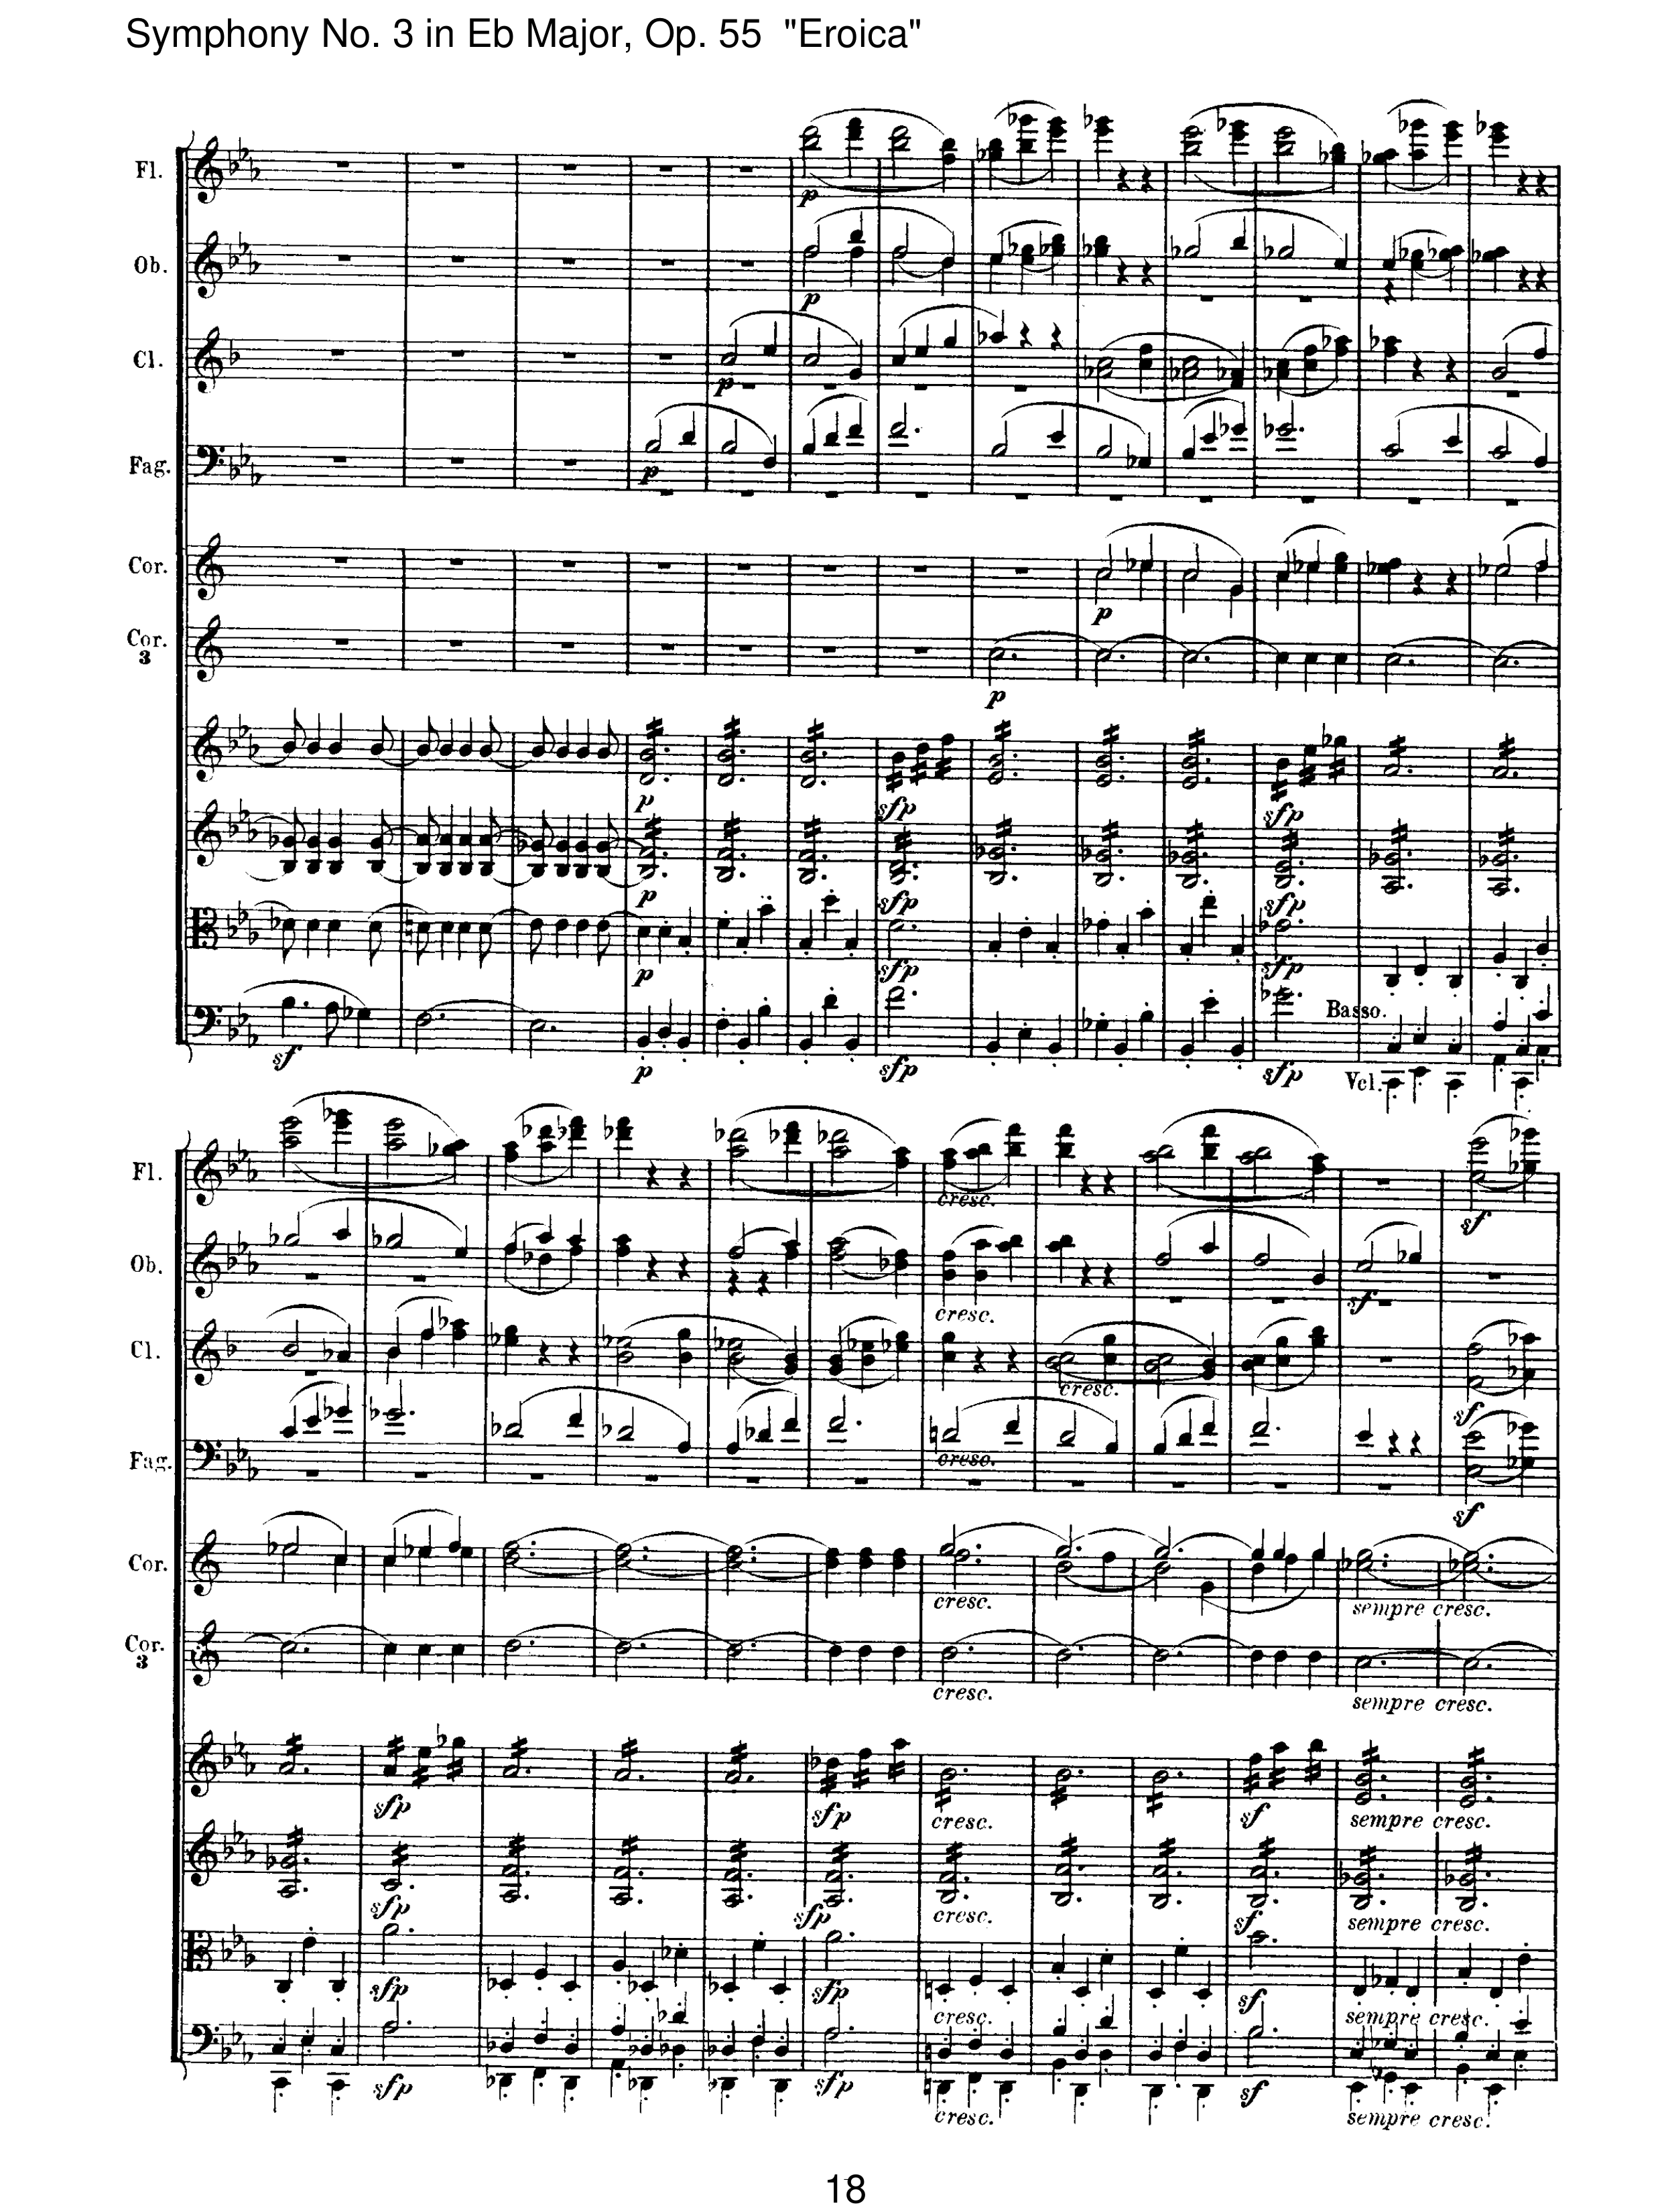 Symphony No. 3 in Eb Major, Op. 55 "Eroica"
Fl.
p
Ob.
p
Cl.
p
Fag.
p
Cor.
p
Cor.
3
p
p sfp sfp
p sfp sfp
p sfp sfp
Basso.
sf p sfp sfp
Vcl.
Fl.
cresc.
sf
Ob.
cresc. sf
Cl.
cresc. sf
Fag.
cresc. sf
Cor.
cresc. sempre cresc.
Cor.
3
cresc. sempre cresc.
sfp sfp cresc. sf sempre cresc.
sfp sfp cresc. sf sempre cresc.
sfp sfp cresc. sf sempre cresc.
sfp sfp cresc. sf sempre cresc.
18